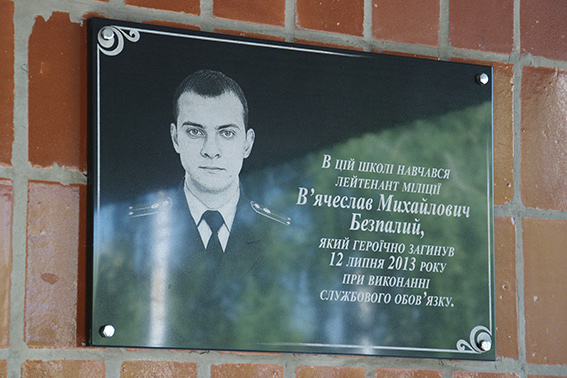 В ЦІЙ ШКОЛІ НАВЧАВСЯ
ЛЕЙТЕНАНТ МІЛІЦІЇ
В’ячеслав Михайлович
Безпалий,
ЯКИЙ ГЕРОЇЧНО ЗАГИНУВ
12 ЛИПНЯ 2013 РОКУ
ПРИ ВИКОНАННІ
СЛУЖБОВОГО ОБОВ’ЯЗКУ.